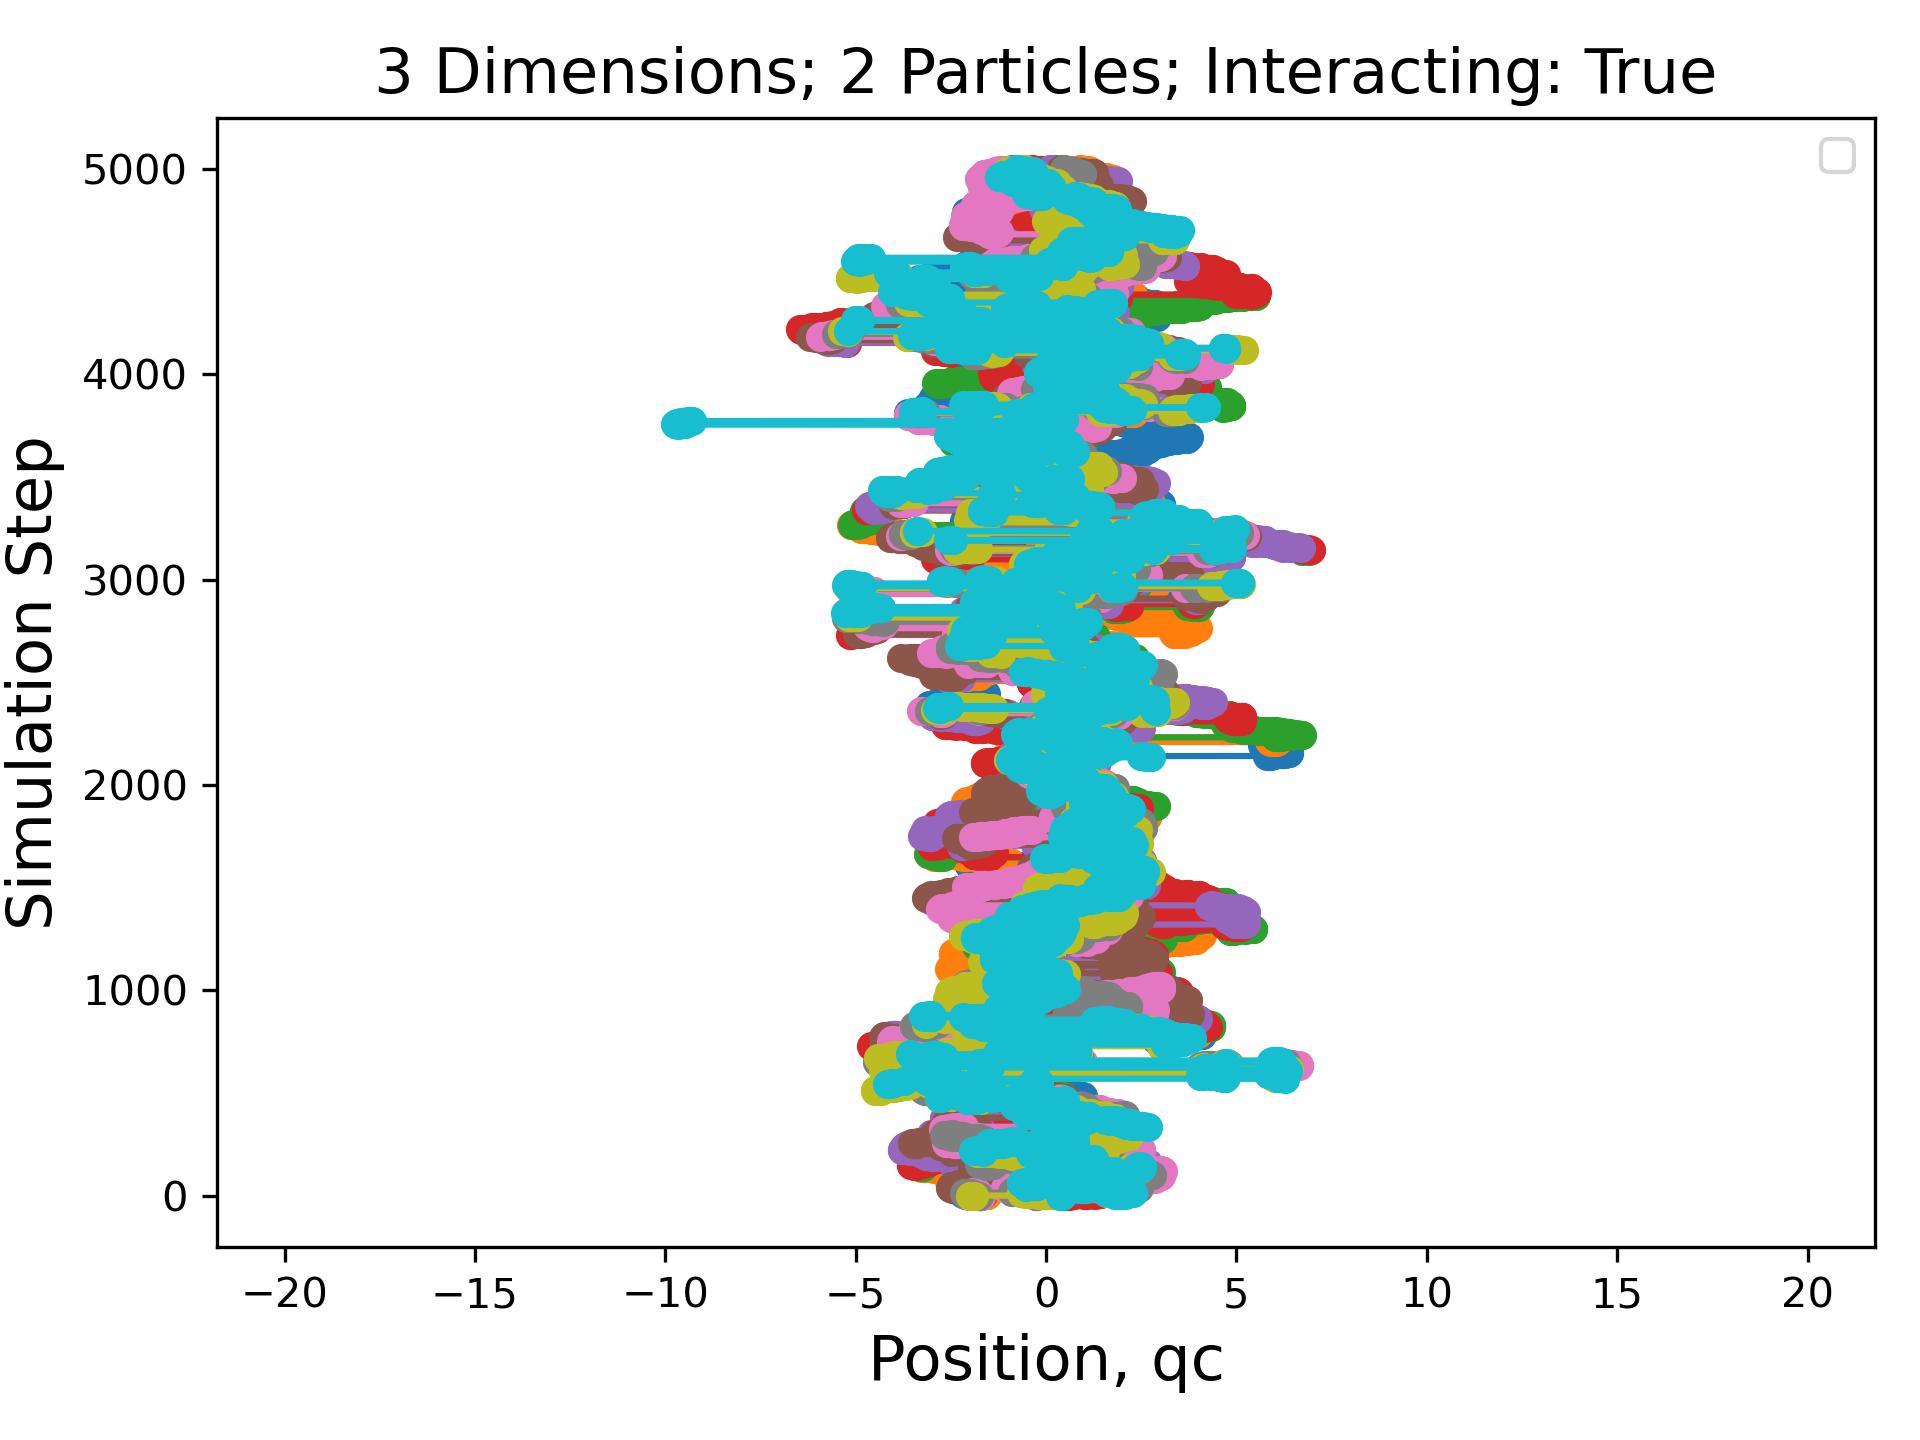 3 Dimensions; 2 Particles; Interacting: True
5000
4000
3000
2000
1000
0
Simulation Step
−20 −15 −10 −5 0 5 10 15 20
Position, qc